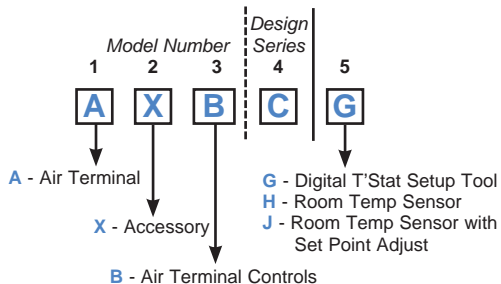 Model Number
Design
Series
1 2 3 4 5
A X B C G
A - Air Terminal
X - Accessory
B - Air Terminal Controls
G - Digital T'Stat Setup Tool
H - Room Temp Sensor
J - Room Temp Sensor with
Set Point Adjust